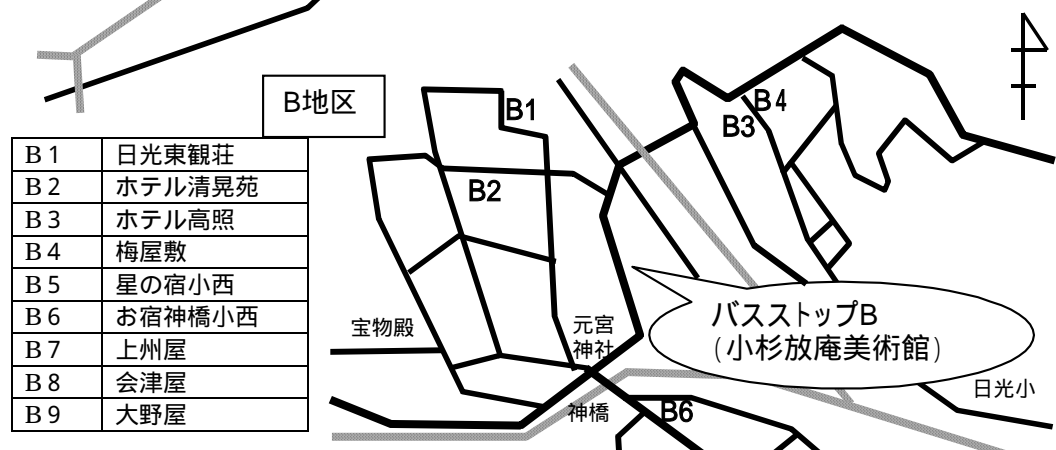 B地区
B1 日光東観荘
B2 ホテル清晃苑
B3 ホテル高照
B4 梅屋敷
B5 星の宿小西
B6 お宿神橋小西
B7 上州屋
B8 会津屋
B9 大野屋
B1
B2
B3
B4
宝物殿
元宮
神社
バスストップB
(小杉放庵美術館)
日光小
神橋
B6